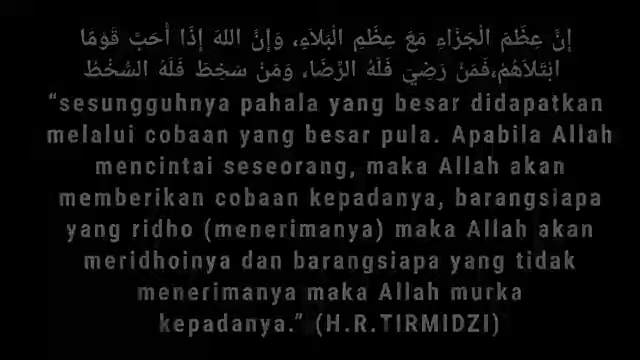 إِنَّ عِظَمَ الْجَزَاءِ مَعَ عِظَمِ الْبَلاَءِ، وَإِنَّ اللهَ إِذَا أَحَبَّ قَوْمًا
ابْتَلاَهُمْ،فَمَنْ رَضِيَ فَلَهُ الرِّضَا، وَمَنْ سَخِطَ فَلَهُ السُّخْطُ
“sesungguhnya pahala yang besar didapatkan
melalui cobaan yang besar pula. Apabila Allah
mencintai seseorang, maka Allah akan
memberikan cobaan kepadanya, barangsiapa
yang ridho (menerimanya) maka Allah akan
meridhoinya dan barangsiapa yang tidak
menerimanya maka Allah murka
kepadanya.” (H.R.TIRMIDZI)